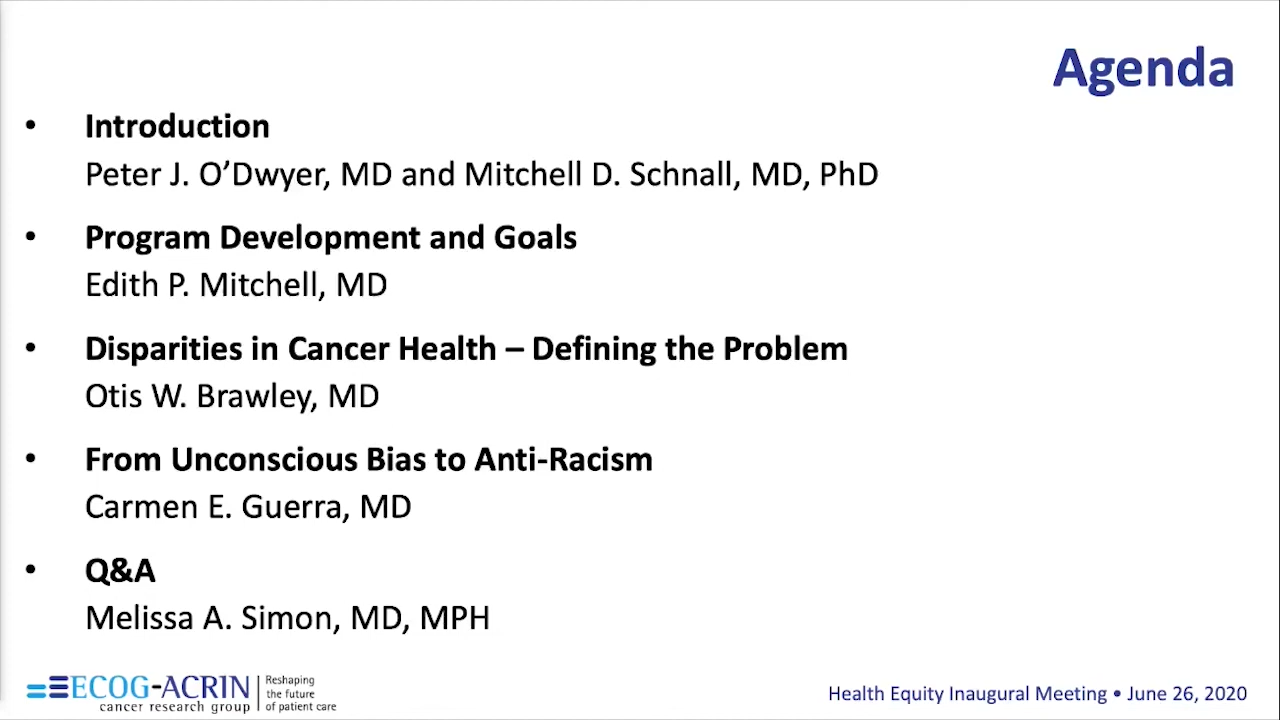 Agenda
• Introduction
Peter J. O’Dwyer, MD and Mitchell D. Schnall, MD, PhD
• Program Development and Goals
Edith P. Mitchell, MD
• Disparities in Cancer Health – Defining the Problem
Otis W. Brawley, MD
• From Unconscious Bias to Anti-Racism
Carmen E. Guerra, MD
• Q&A
Melissa A. Simon, MD, MPH
ECOG-ACRIN
cancer research group
Reshaping
the future
of patient care
Health Equity Inaugural Meeting • June 26, 2020